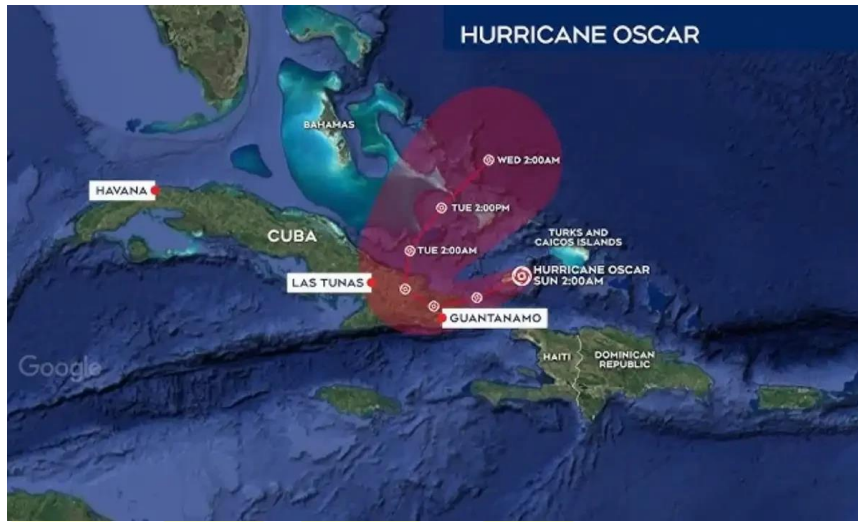 HURRICANE OSCAR
BAHAMAS
WED 2:00AM
HAVANA
TUE 2:00PM
CUBA
TURKS AND
CAICOS ISLANDS
TUE 2:00AM
HURRICANE OSCAR
SUN 2:00AM
LAS TUNAS
GUANTANAMO
HAITI
DOMINICAN
REPUBLIC
Google